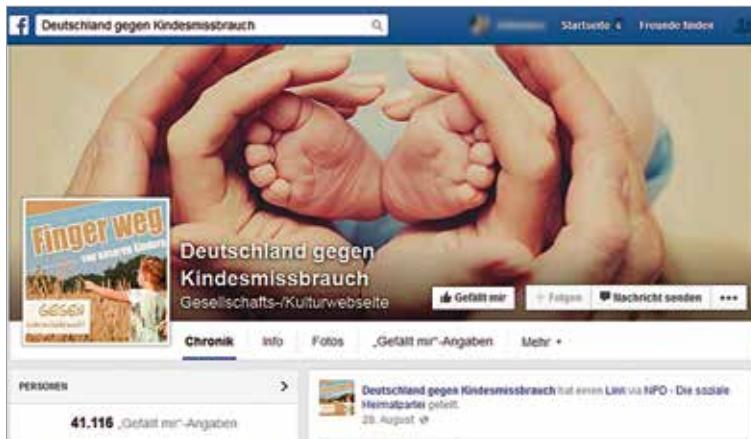 Deutschland gegen Kindesmissbrauch
Startseite
Freunde finden
Finger weg
von unseren Kindern
GEGEN
Deutschland gegen
Kindesmissbrauch
Gesellschafts-/Kulturwebseite
Gefällt mir
+ Folgen
Nachricht senden
Chronik
Info
Fotos
„Gefällt mir"-Angaben
Mehr
PERSONEN
41.116 „Gefällt mir"-Angaben
Deutschland gegen Kindesmissbrauch hat einen Link via NPD - Die soziale
Heimatpartei geteilt.
28. August